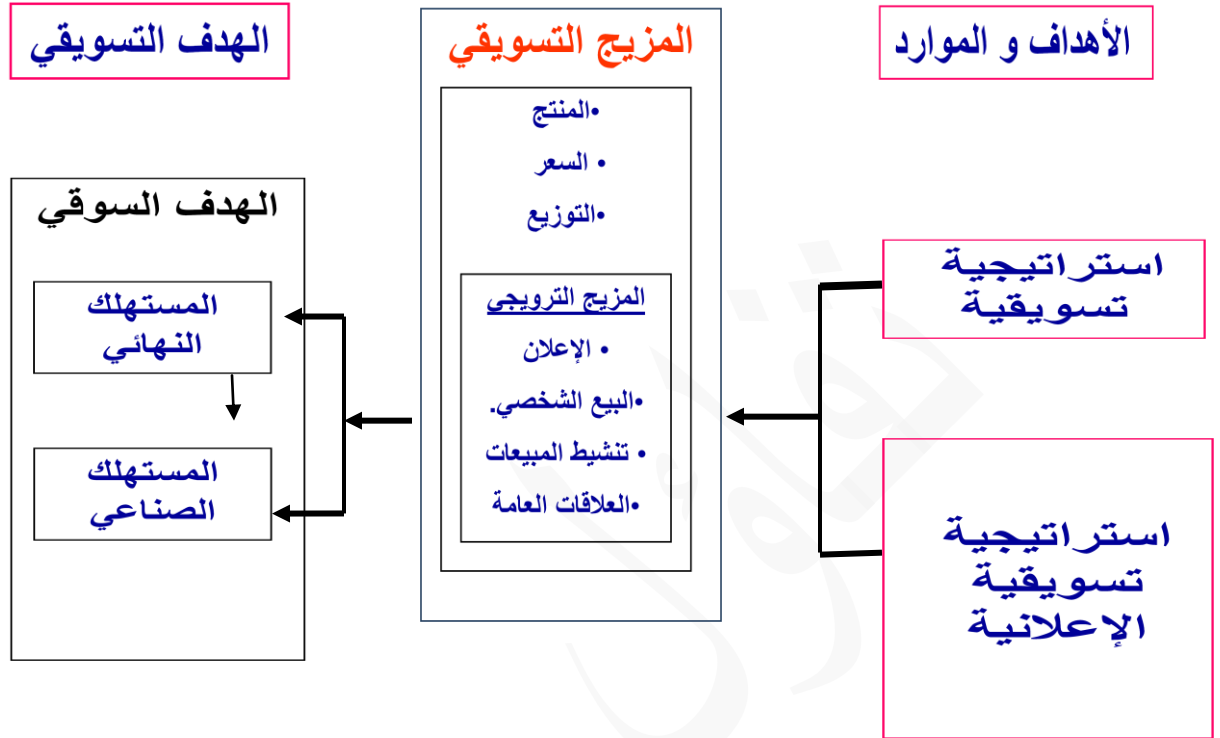 الأهداف و الموارد
المزيج التسويقي
الهدف التسويقي
استراتيجية
تسويقية
استراتيجية
تسويقية
الإعلانية
•المنتج
• السعر
•التوزيع
المزيج الترويجي
• الإعلان
•البيع الشخصي.
• تنشيط المبيعات
•العلاقات العامة
الهدف السوقي
المستهلك
النهائي
المستهلك
الصناعي